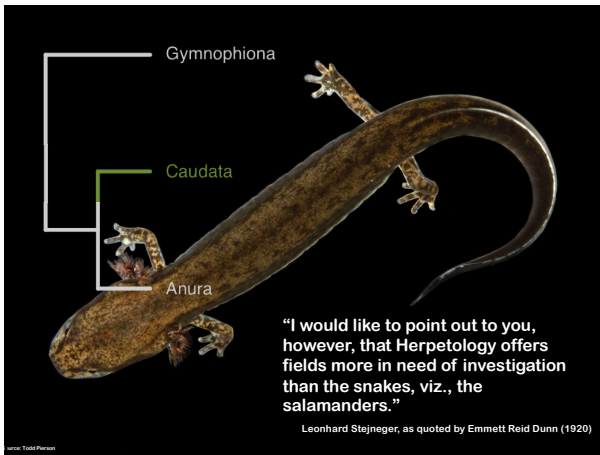 Gymnophiona
Caudata
Anura
“I would like to point out to you,
however, that Herpetology offers
fields more in need of investigation
than the snakes, viz., the
salamanders.”
Leonhard Stejneger, as quoted by Emmett Reid Dunn (1920)
Todd Pierson